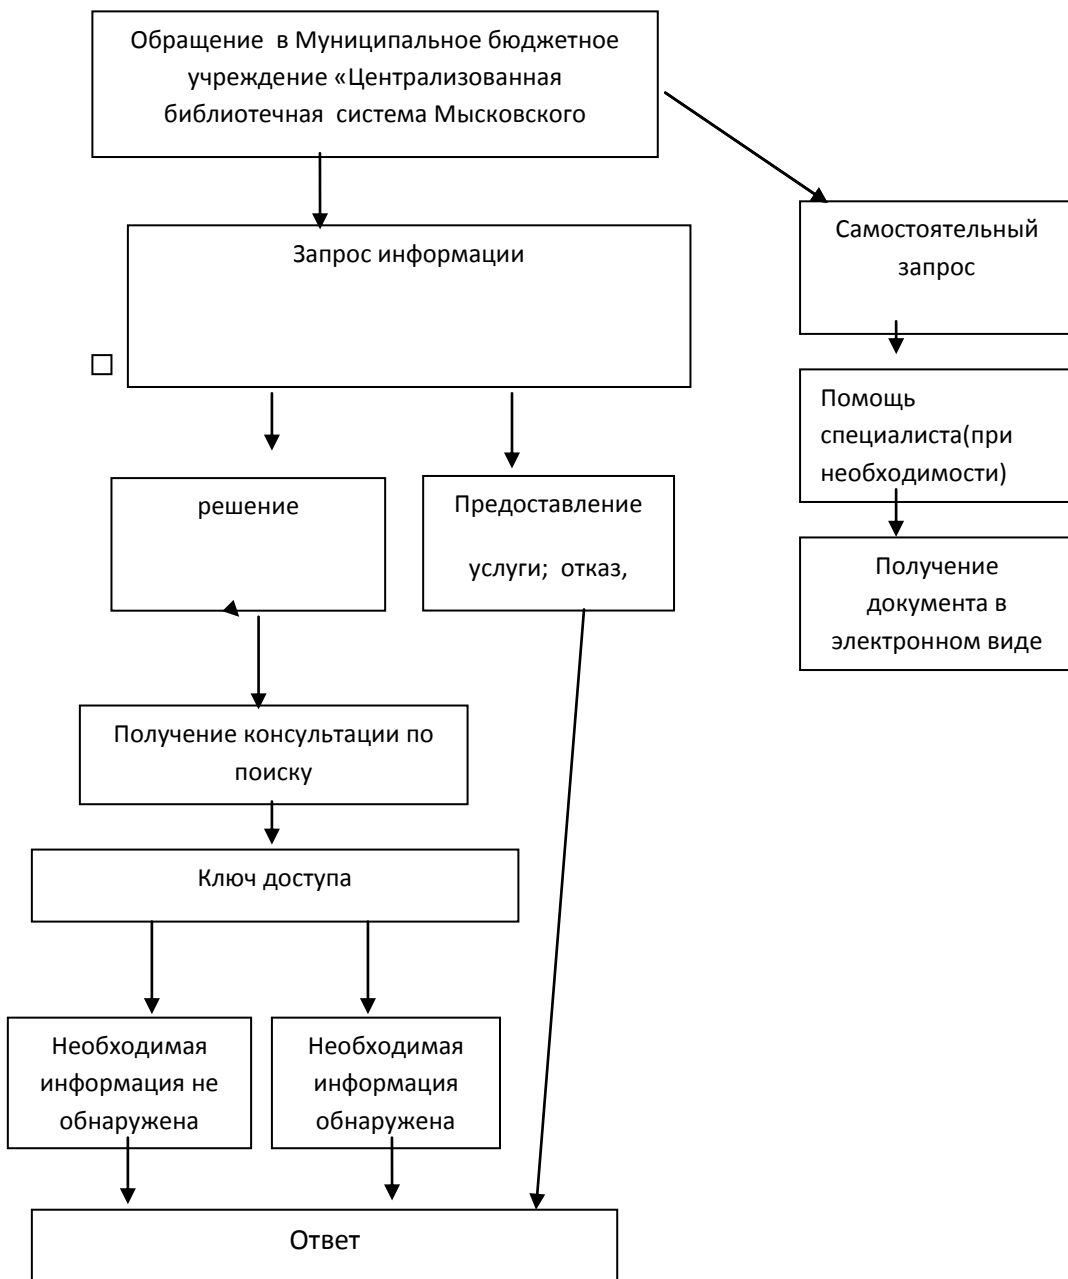 Обращение в Муниципальное бюджетное
учреждение «Централизованная
библиотечная система Мысковского
Самостоятельный
запрос
Запрос информации
Помощь
специалиста(при
необходимости)
решение
Предоставление
услуги; отказ,
Получение
документа в
электронном виде
Получение консультации по
поиску
Ключ доступа
Необходимая
информация не
обнаружена
Необходимая
информация
обнаружена
Ответ